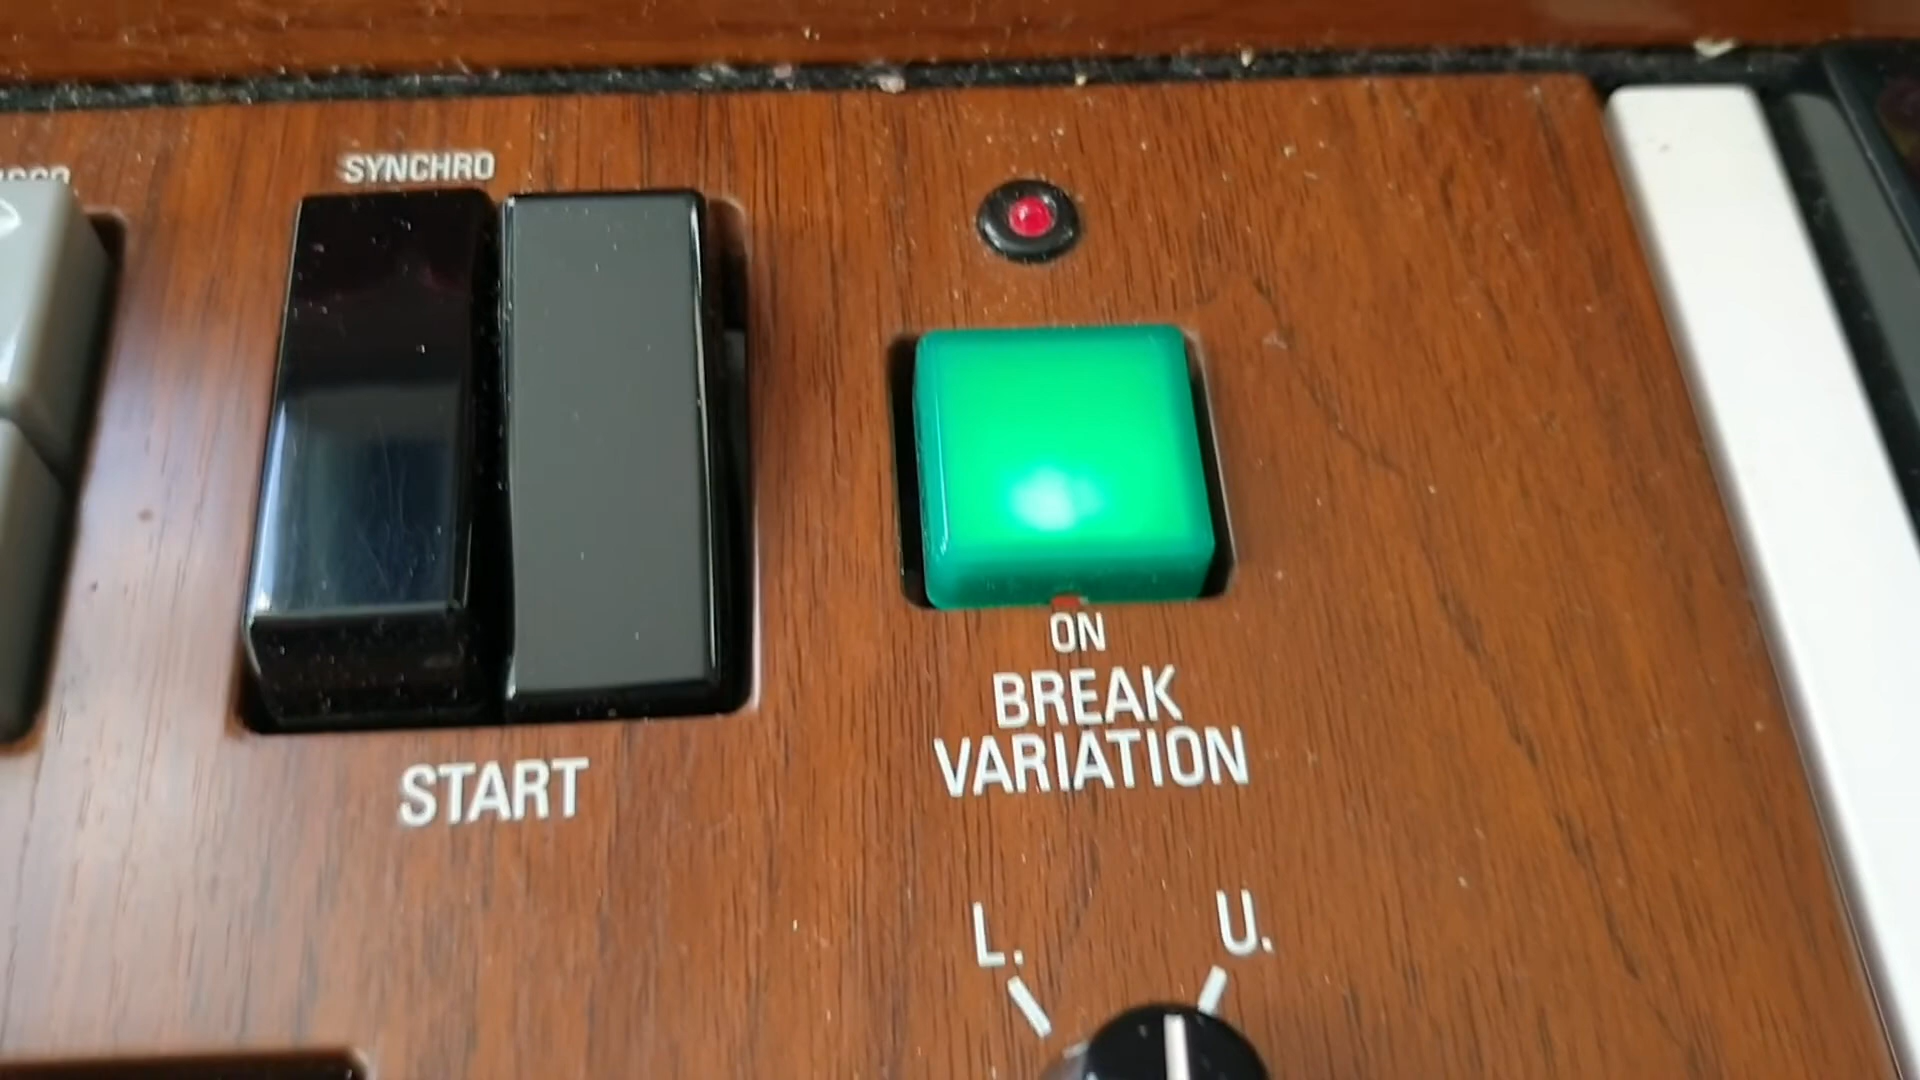 SYNCHRO
START
ON
BREAK
VARIATION
L.
U.